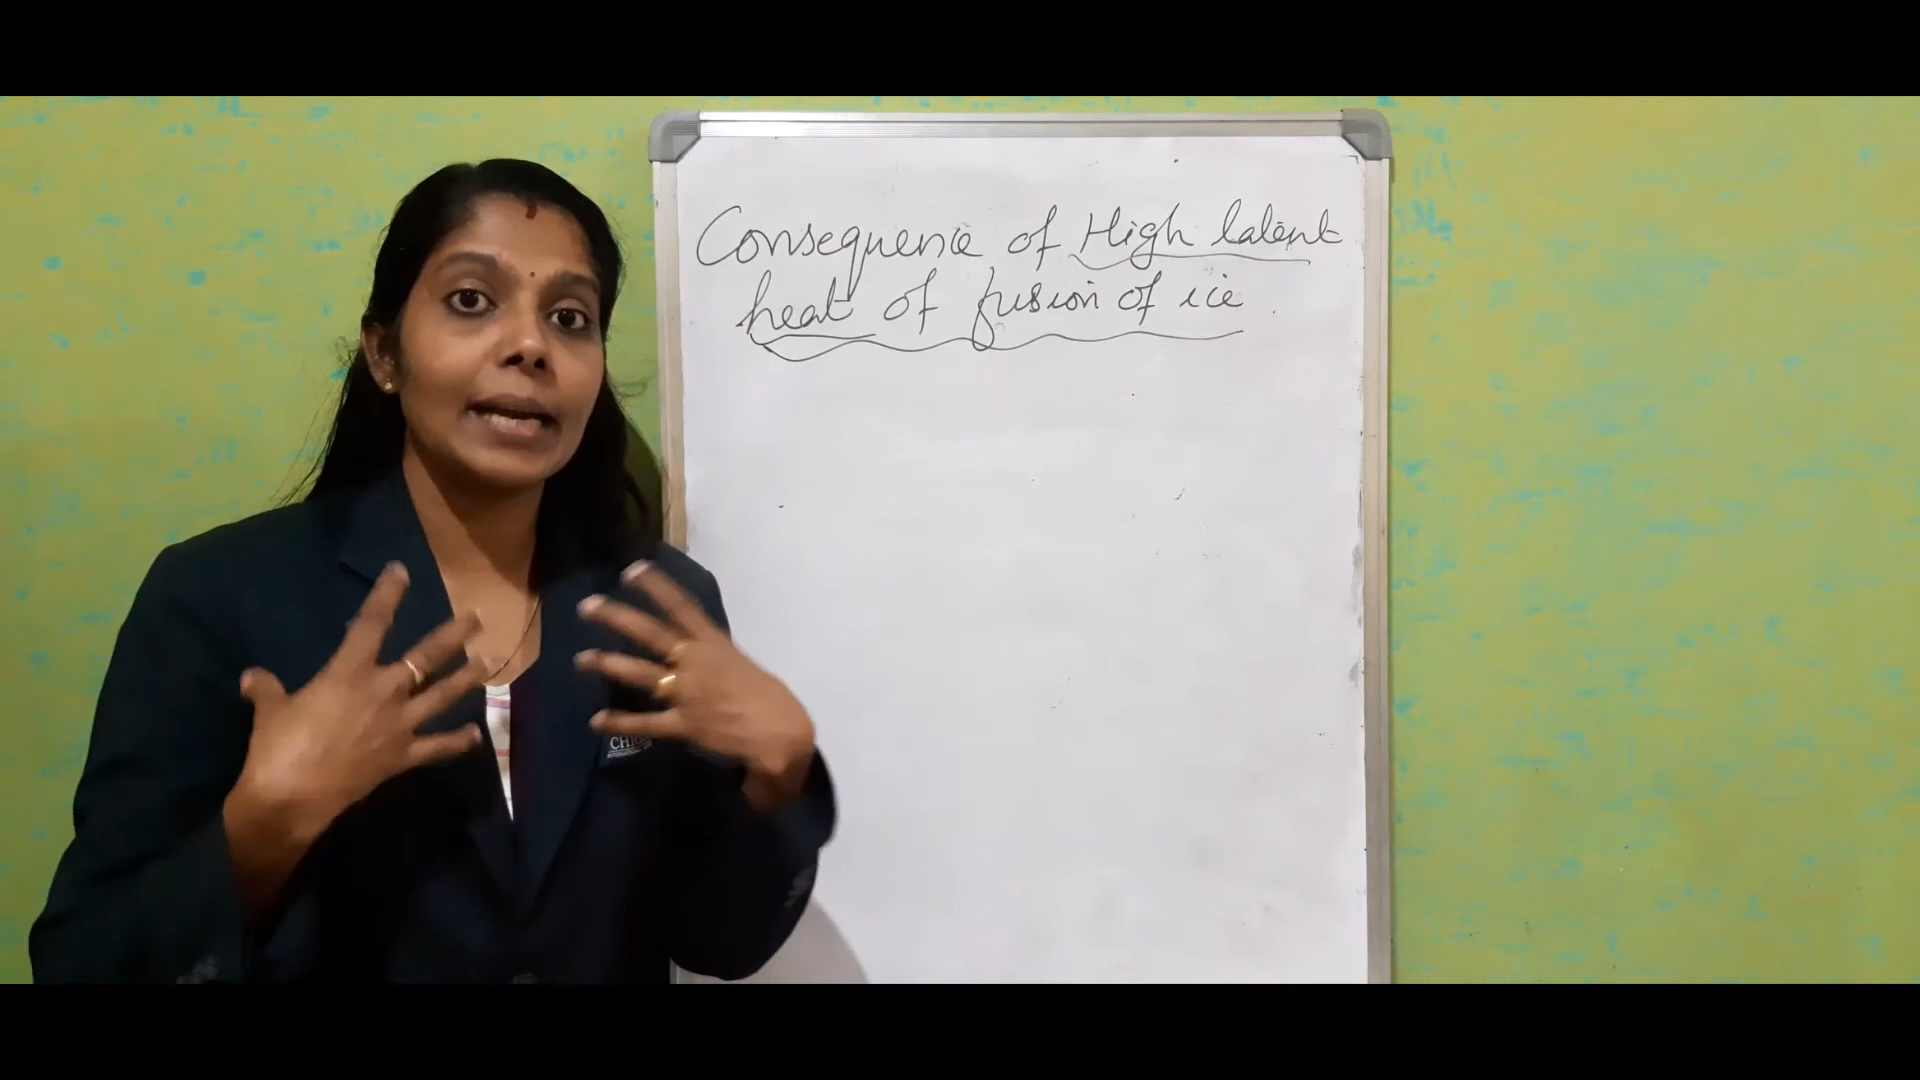 Consequence of High latent
heat of fusion of ice.